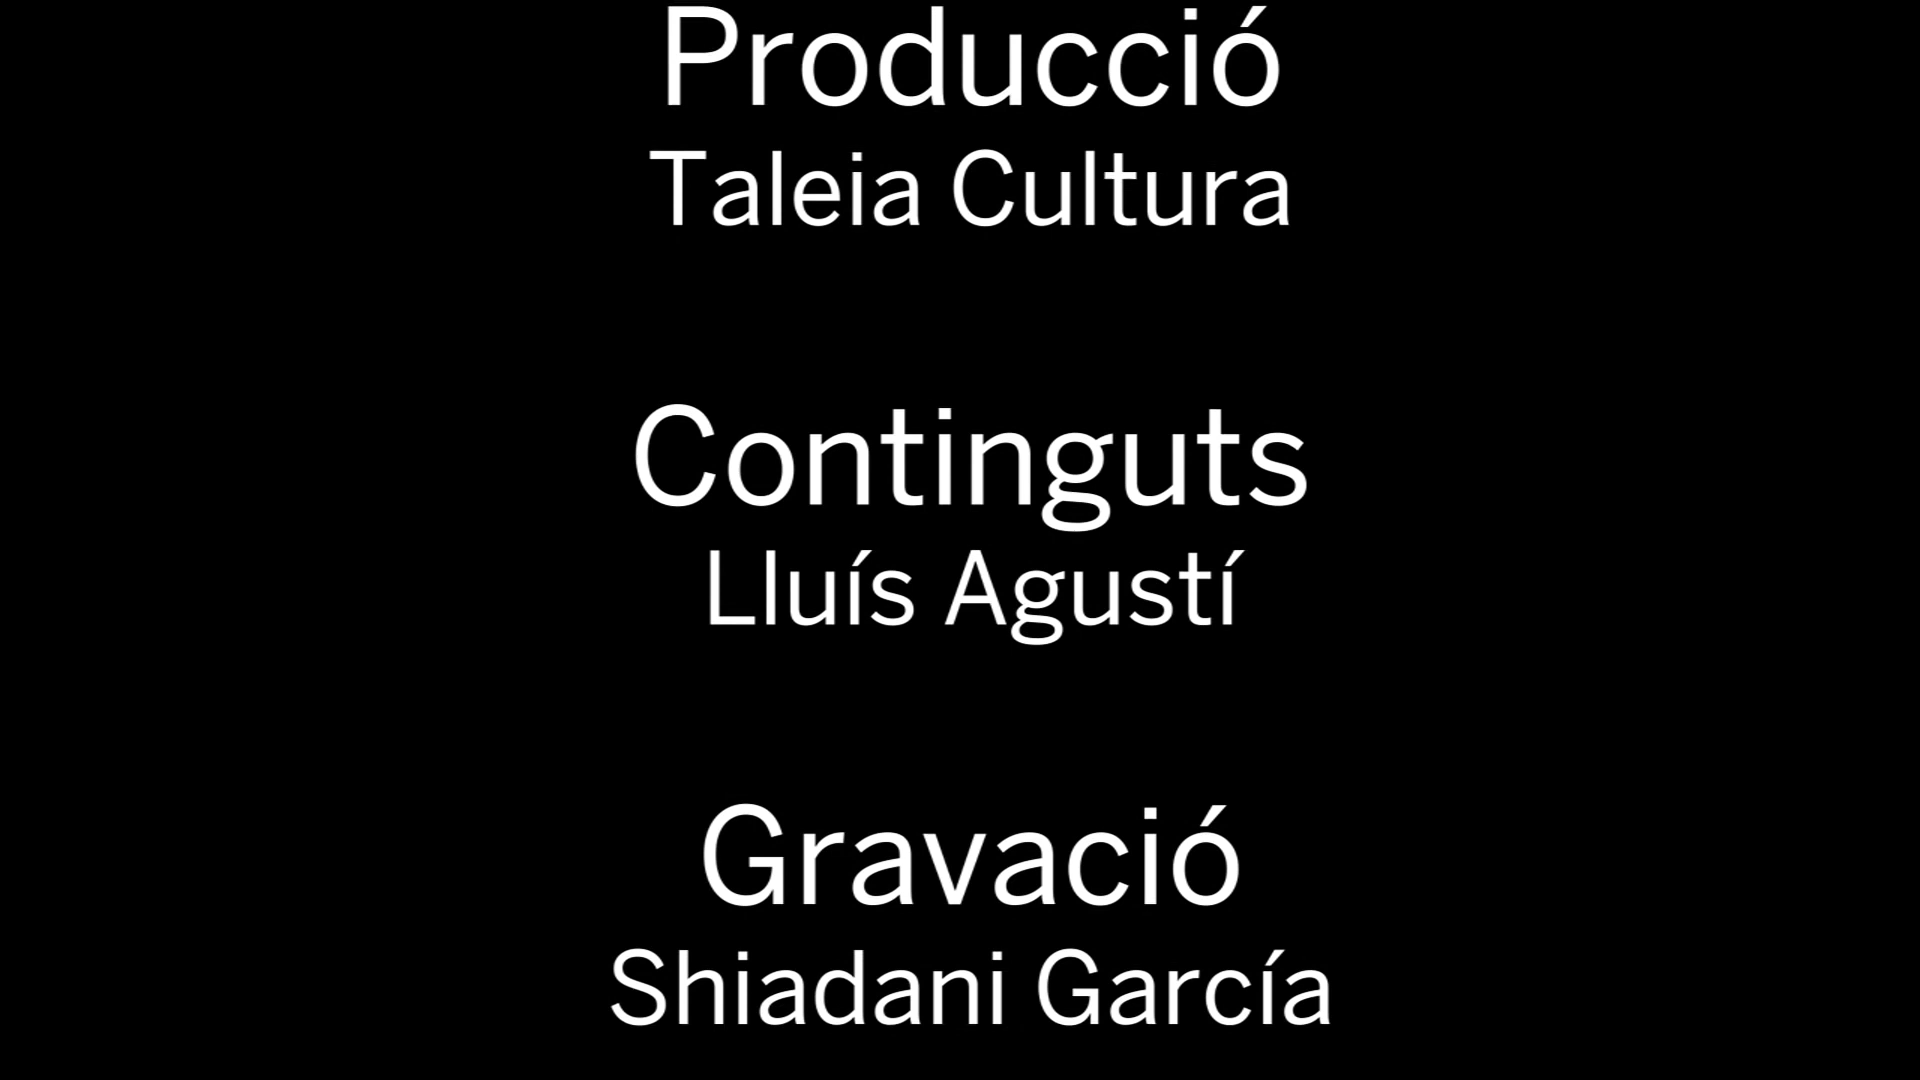 Producció
Taleia Cultura
Continguts
Lluís Agustí
Gravació
Shiadani García